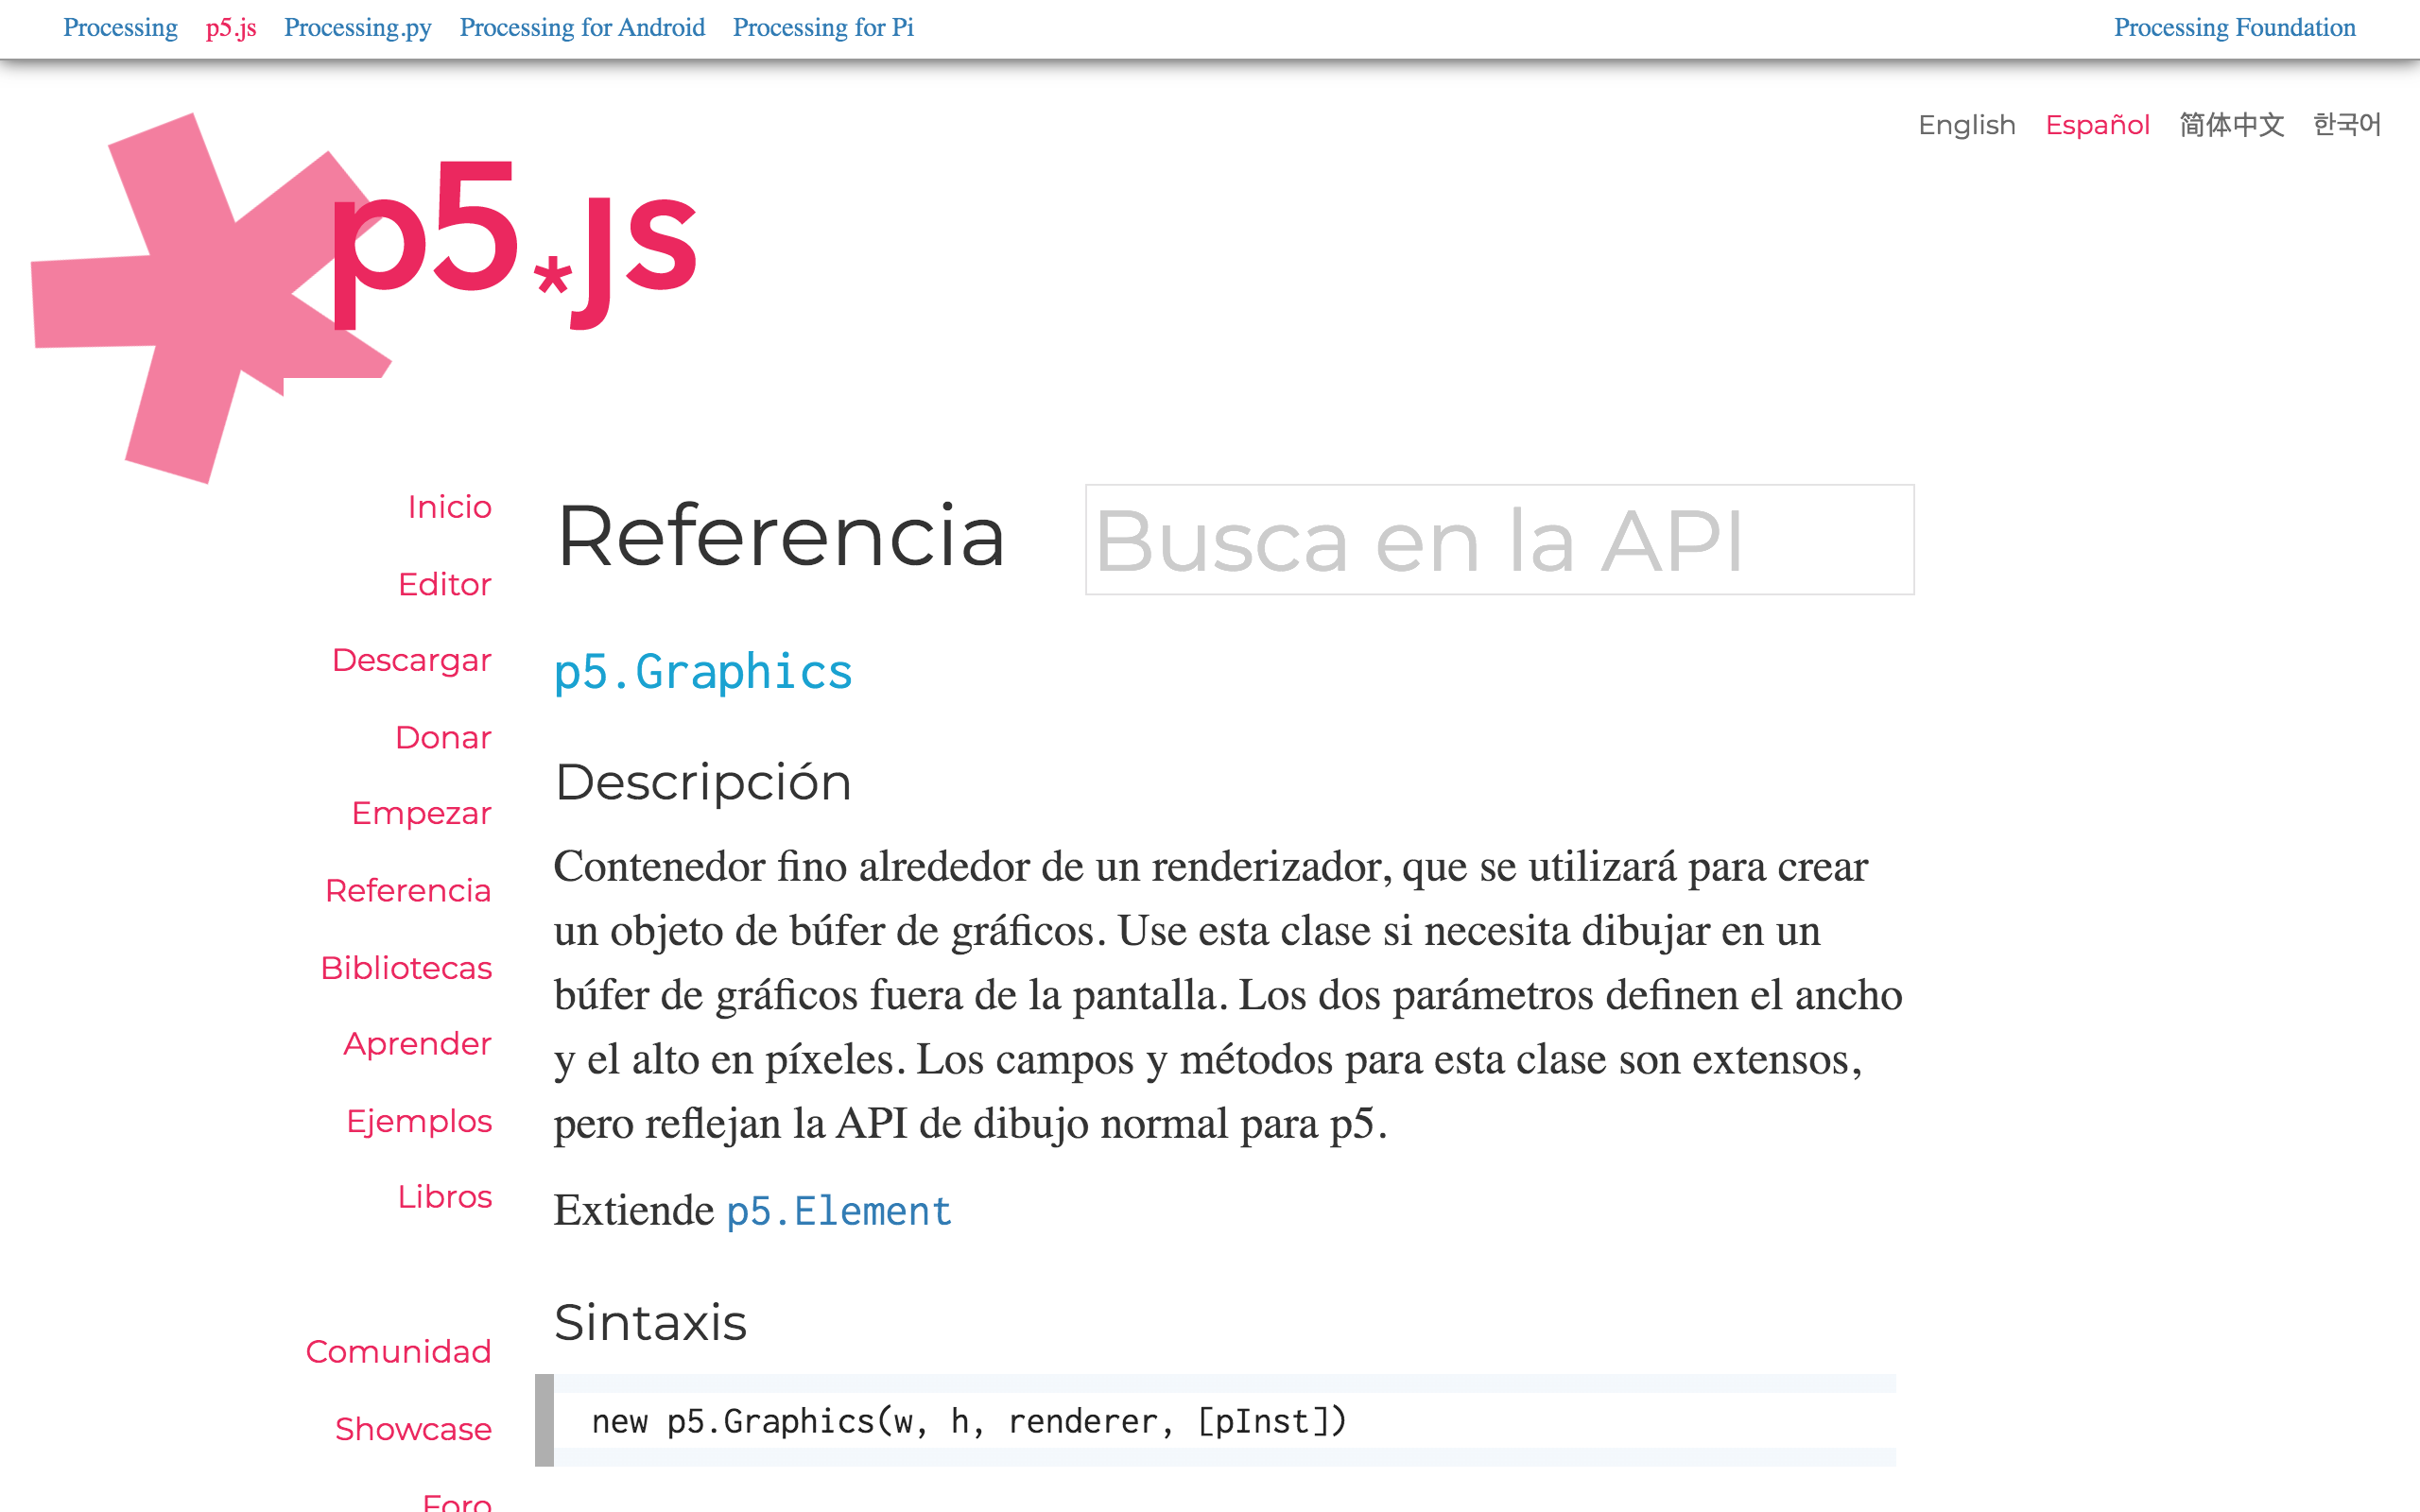 Processing p5.js Processing.py Processing for Android Processing for Pi Processing Foundation
English Español 简体中文 한국어
p5*js
Inicio
Editor
Descargar
Donar
Empezar
Referencia
Bibliotecas
Aprender
Ejemplos
Libros
Comunidad
Showcase
Foro
Referencia
Busca en la API
p5.Graphics
Descripción
Contenedor fino alrededor de un renderizador, que se utilizará para crear
un objeto de búfer de gráficos. Use esta clase si necesita dibujar en un
búfer de gráficos fuera de la pantalla. Los dos parámetros definen el ancho
y el alto en píxeles. Los campos y métodos para esta clase son extensos,
pero reflejan la API de dibujo normal para p5.
Extiende p5.Element
Sintaxis
new p5.Graphics(w, h, renderer, [pInst])